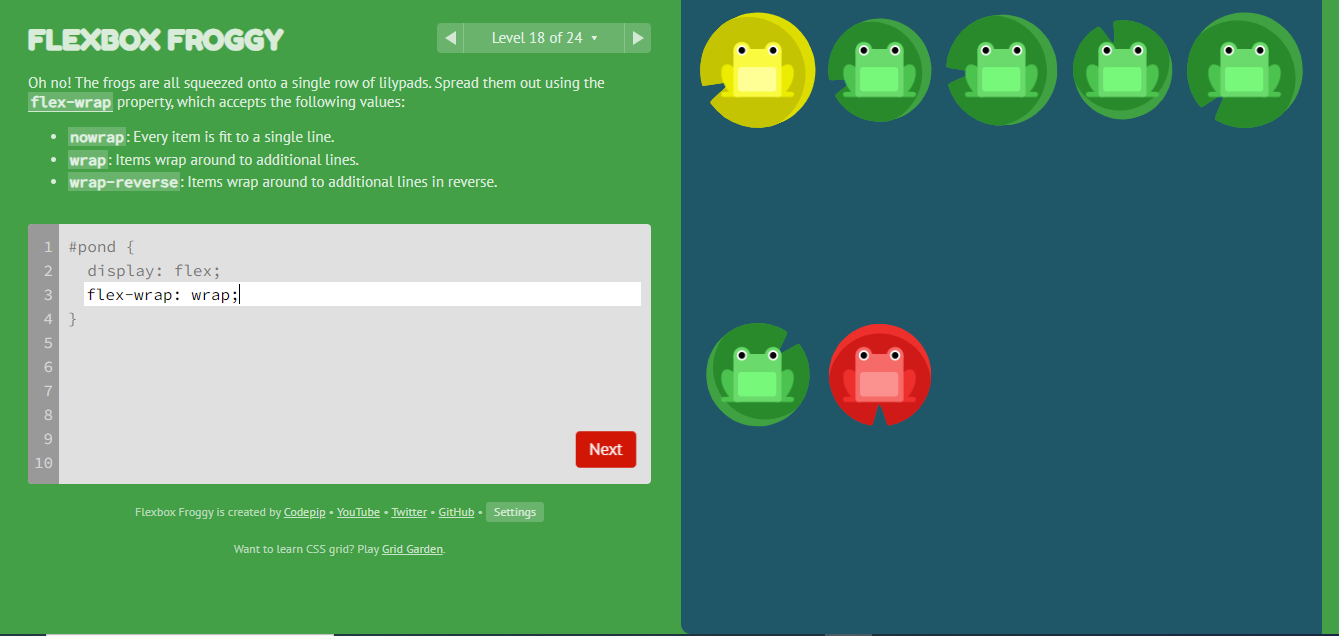 FLEXBOX FROGGY
Level 18 of 24
Oh no! The frogs are all squeezed onto a single row of lilypads. Spread them out using the
flex-wrap property, which accepts the following values:
• nowrap: Every item is fit to a single line.
• wrap: Items wrap around to additional lines.
• wrap-reverse: Items wrap around to additional lines in reverse.
1 #pond {
2 display: flex;
3 flex-wrap: wrap;
4 }
5
6
7
8
9
10
Next
Flexbox Froggy is created by Codepip • YouTube • Twitter • GitHub • Settings
Want to learn CSS grid? Play Grid Garden.